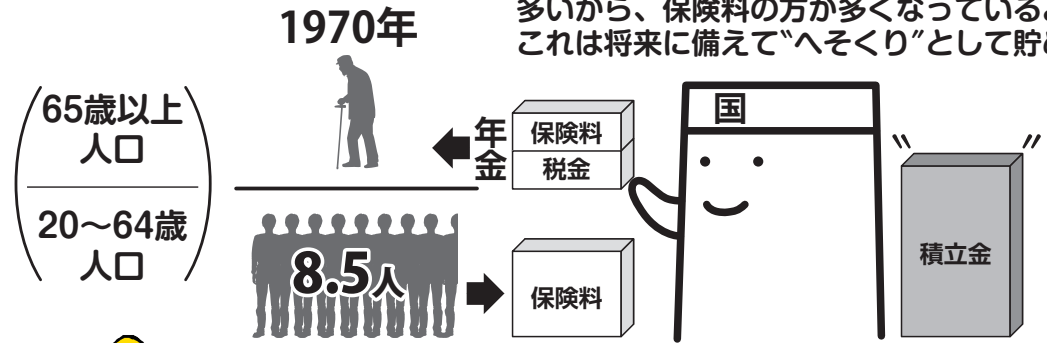 多いから、保険料の方が多くなっている
これは将来に備えて“へそくり”として貯
1970年
65歳以上
人口
20～64歳
人口
8.5人
年金
保険料
税金
保険料
国
積立金